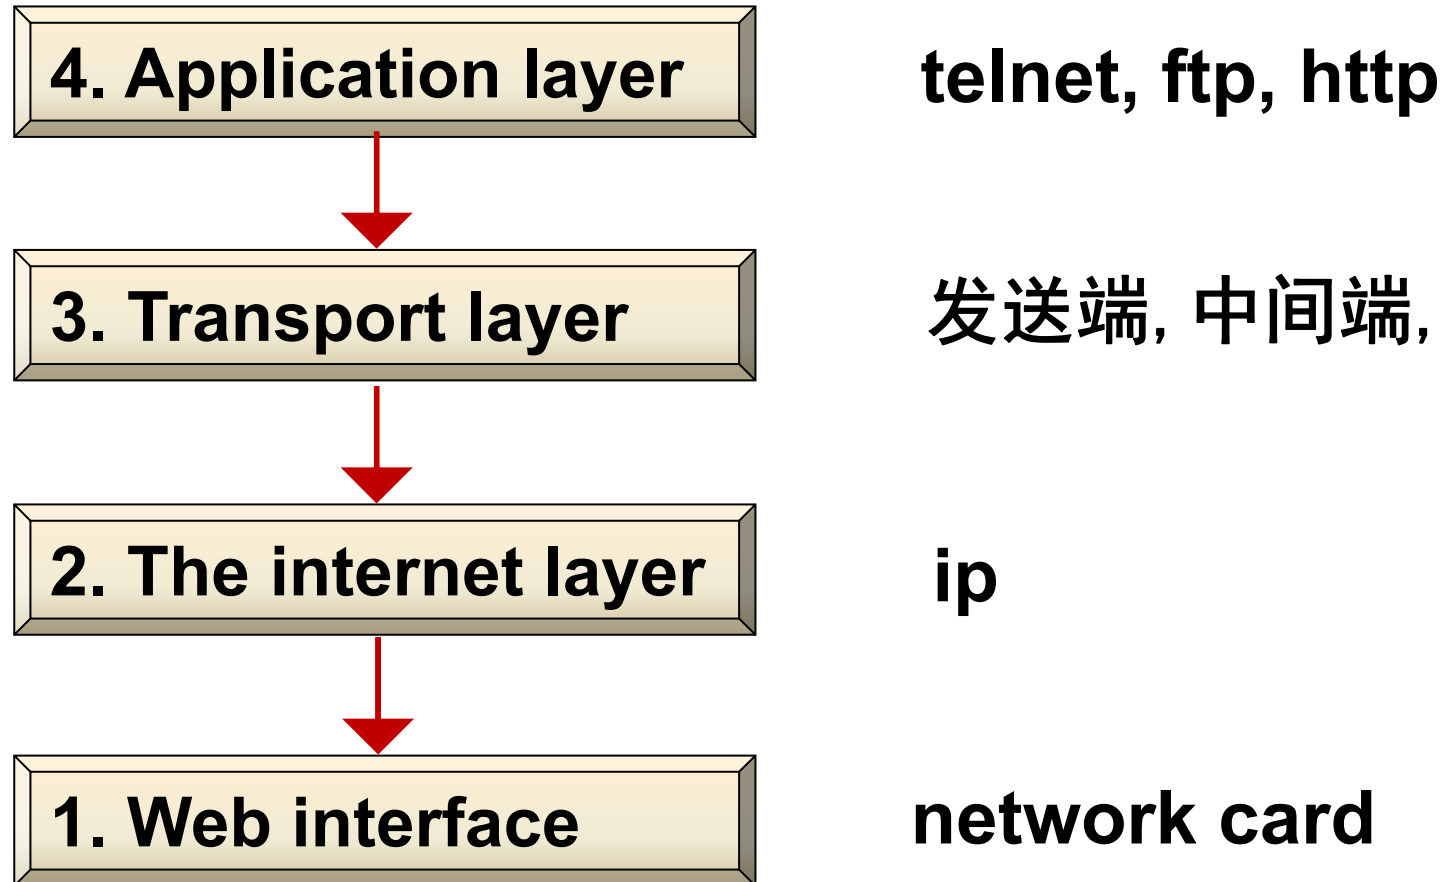 4. Application layer
telnet, ftp, http
3. Transport layer
发送端, 中间端,
2. The internet layer
ip
1. Web interface
network card